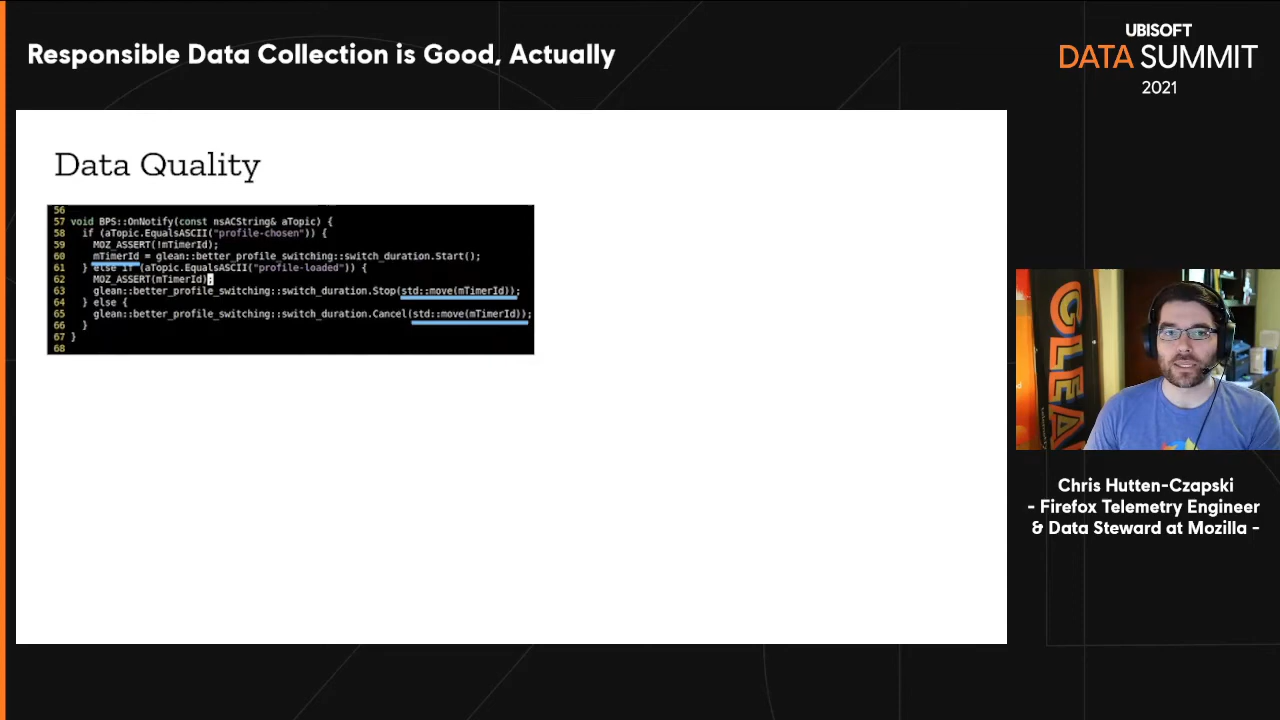 Responsible Data Collection is Good, Actually
UBISOFT
DATA SUMMIT
2021
Data Quality
56
57 void BPS::OnNotify(const nsACString& aTopic) {
58   if (aTopic.EqualsASCII("profile-chosen")) {
59     MOZ_ASSERT(!mTimerId);
60     mTimerId = glean::better_profile_switching::switch_duration.Start();
61   } else if (aTopic.EqualsASCII("profile-loaded")) {
62     MOZ_ASSERT(mTimerId);
63     glean::better_profile_switching::switch_duration.Stop(std::move(mTimerId));
64   } else {
65     glean::better_profile_switching::switch_duration.Cancel(std::move(mTimerId));
66   }
67 }
68
GLEA
Chris Hutten-Czapski
- Firefox Telemetry Engineer
& Data Steward at Mozilla -